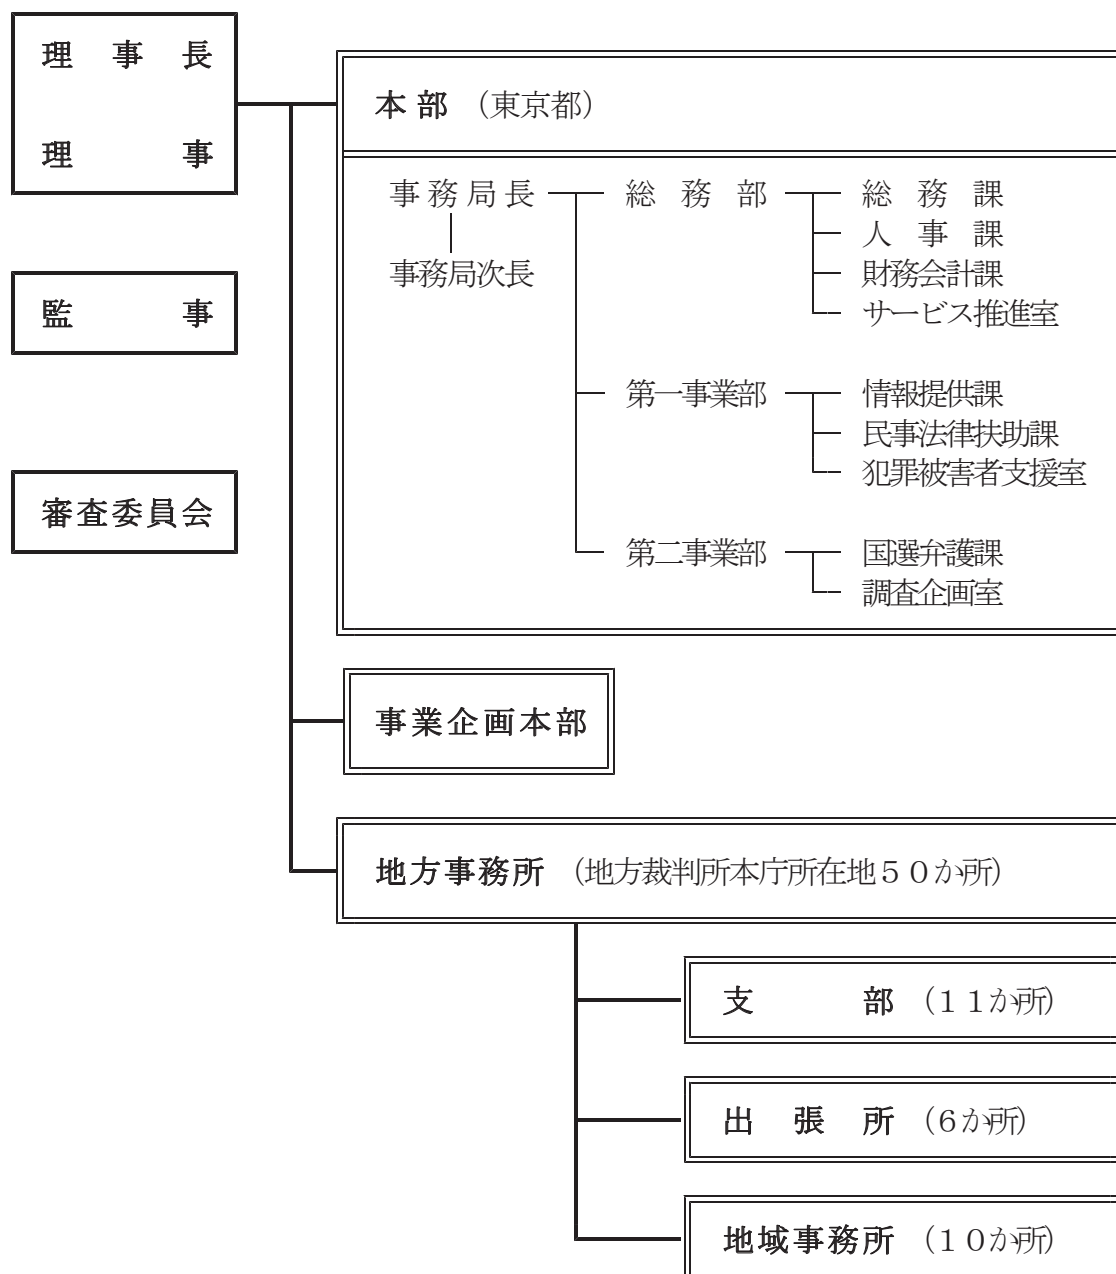 理事長
理事
監事
審査委員会
本部 （東京都）
事務局長
事務局次長
総務部
総務課
人事課
財務会計課
サービス推進室
第一事業部
情報提供課
民事法律扶助課
犯罪被害者支援室
第二事業部
国選弁護課
調査企画室
事業企画本部
地方事務所 （地方裁判所本庁所在地５０か所）
支部 （１１か所）
出張所 （６か所）
地域事務所 （１０か所）